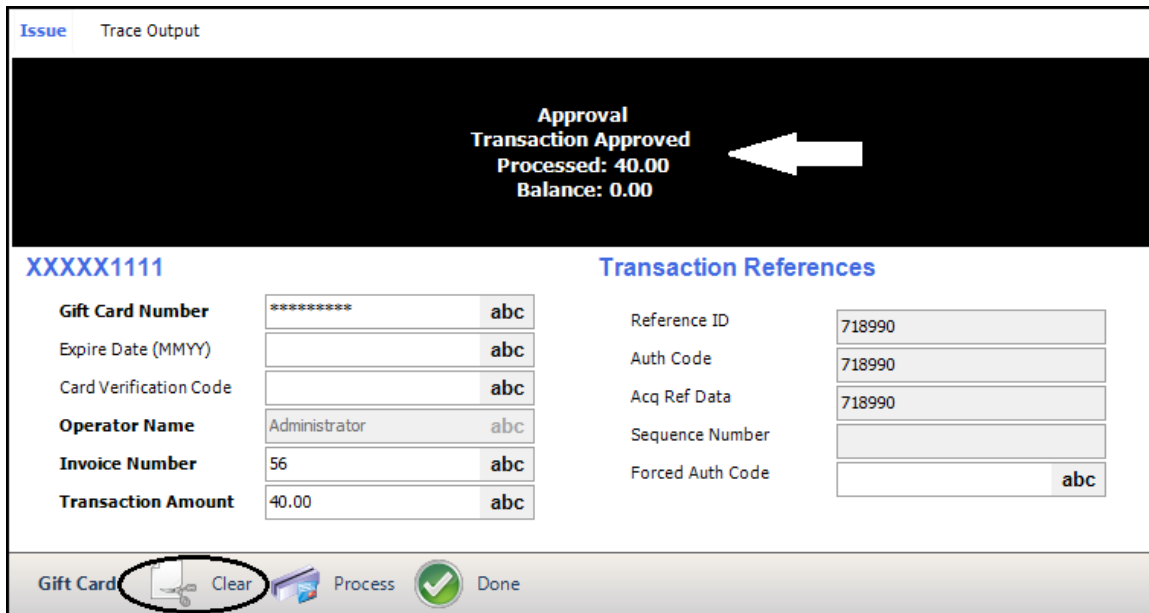 Issue Trace Output
Approval
Transaction Approved
Processed: 40.00
Balance: 0.00
XXXXX1111
Gift Card Number ********* abc
Expire Date (MMYY) abc
Card Verification Code abc
Operator Name Administrator abc
Invoice Number 56 abc
Transaction Amount 40.00 abc
Transaction References
Reference ID 718990
Auth Code 718990
Acq Ref Data 718990
Sequence Number
Forced Auth Code abc
Gift Card Clear Process Done